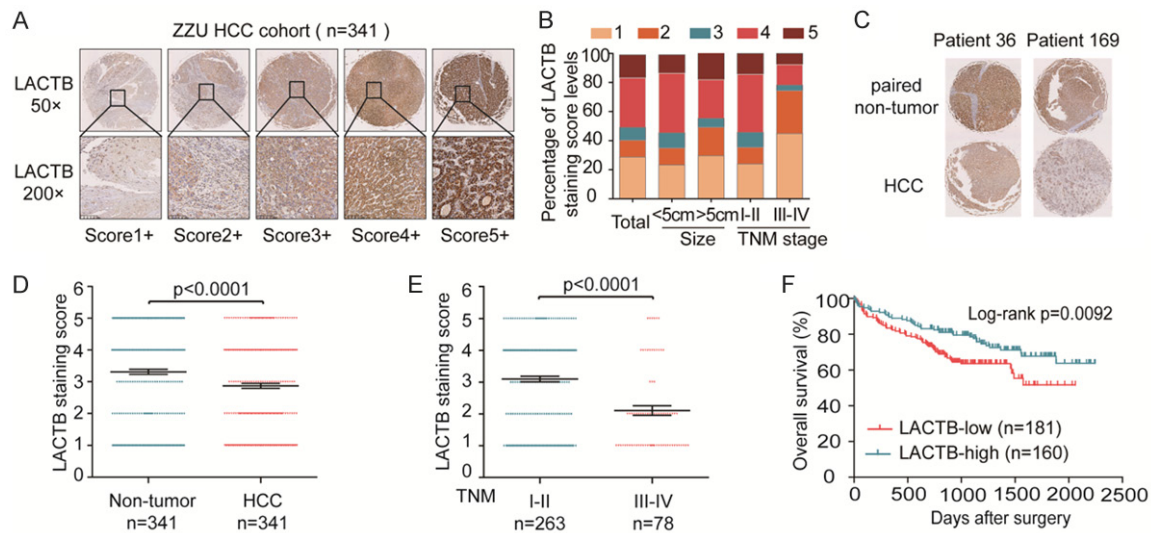 A
ZZU HCC cohort ( n=341 )
LACTB
50×
LACTB
200×
Score1+ Score2+ Score3+ Score4+ Score5+
B
1 2 3 4 5
Percentage of LACTB
staining score levels
100
80
60
40
20
0
Total <5cm >5cm I-II III-IV
Size TNM stage
C
Patient 36 Patient 169
paired
non-tumor
HCC
D
p<0.0001
LACTB staining score
6
5
4
3
2
1
0
Non-tumor HCC
n=341 n=341
E
p<0.0001
LACTB staining score
6
5
4
3
2
1
0
TNM I-II III-IV
n=263 n=78
F
Log-rank p=0.0092
Overall survival (%)
100
80
60
40
20
0
LACTB-low (n=181)
LACTB-high (n=160)
0 500 1000 1500 2000 2500
Days after surgery